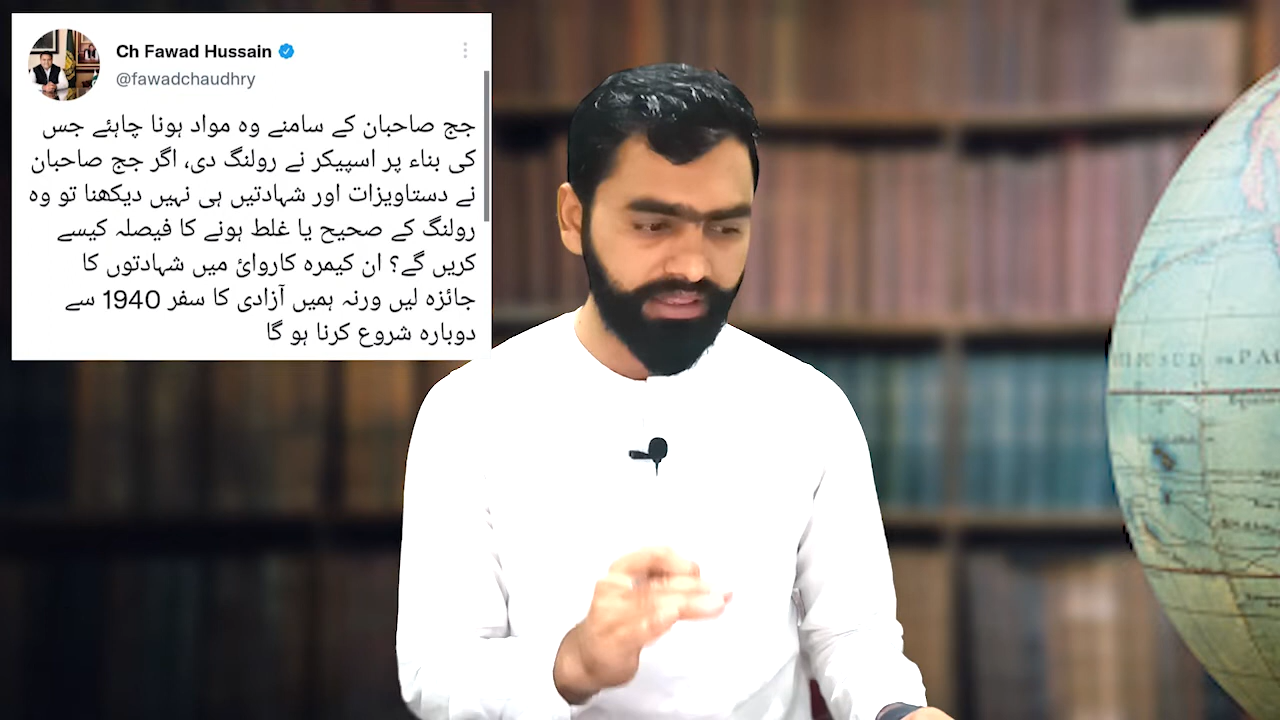 Ch Fawad Hussain
@fawadchaudhry
جج صاحبان کے سامنے وہ مواد ہونا چاہئے جس
کی بناء پر اسپیکر نے رولنگ دی، اگر جج صاحبان
نے دستاویزات اور شہادتیں ہی نہیں دیکھنا تو وہ
رولنگ کے صحیح یا غلط ہونے کا فیصلہ کیسے
کریں گے؟ ان کیمرہ کاروائ میں شہادتوں کا
جائزہ لیں ورنہ ہمیں آزادی کا سفر 1940 سے
دوبارہ شروع کرنا ہو گا
SUD